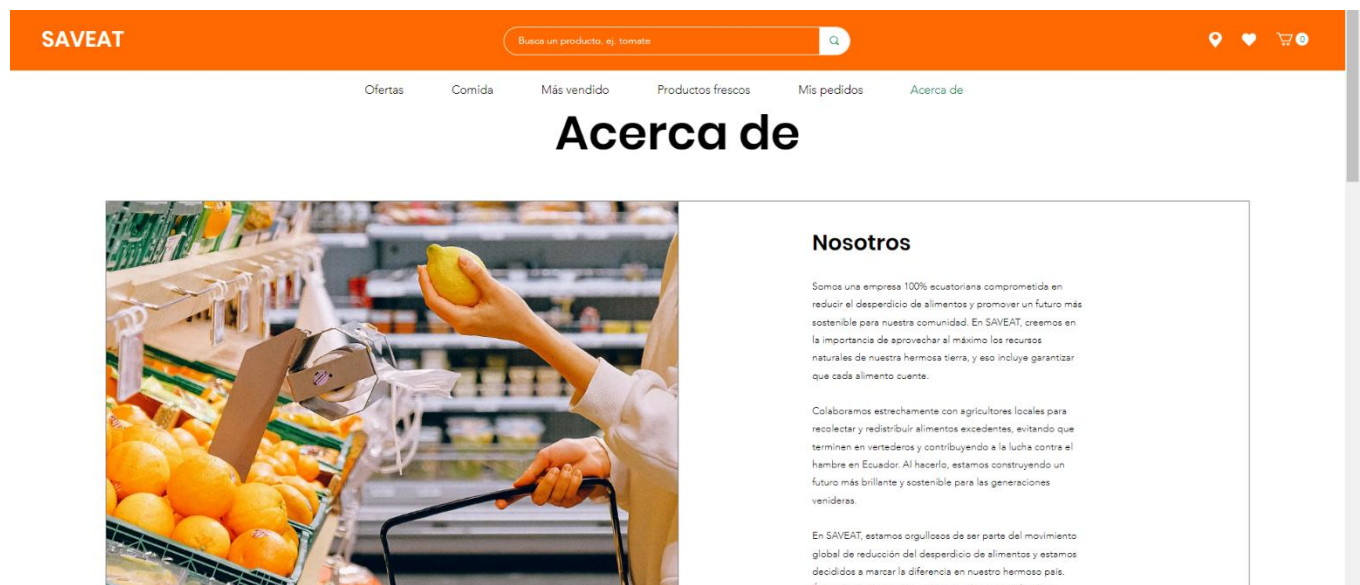 SAVEAT
Busca un producto, ej. tomate
0
Ofertas Comida Más vendido Productos frescos Mis pedidos Acerca de
Acerca de
Nosotros
Somos una empresa 100% ecuatoriana comprometida en
reducir el desperdicio de alimentos y promover un futuro más
sostenible para nuestra comunidad. En SAVEAT, creemos en
la importancia de aprovechar al máximo los recursos
naturales de nuestra hermosa tierra, y eso incluye garantizar
que cada alimento cuente.
Colaboramos estrechamente con agricultores locales para
recolectar y redistribuir alimentos excedentes, evitando que
terminen en vertederos y contribuyendo a la lucha contra el
hambre en Ecuador. Al hacerlo, estamos construyendo un
futuro más brillante y sostenible para las generaciones
venideras.
En SAVEAT, estamos orgullosos de ser parte del movimiento
global de reducción del desperdicio de alimentos y estamos
decididos a marcar la diferencia en nuestro hermoso país.